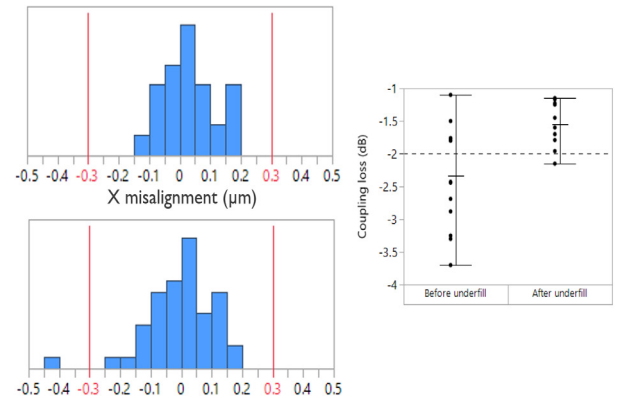 -0.5 -0.4 -0.3 -0.2 -0.1 0 0.1 0.2 0.3 0.4 0.5
X misalignment (µm)
-0.5 -0.4 -0.3 -0.2 -0.1 0 0.1 0.2 0.3 0.4 0.5
Coupling loss (dB)
-1
-1.5
-2
-2.5
-3
-3.5
-4
Before underfill After underfill